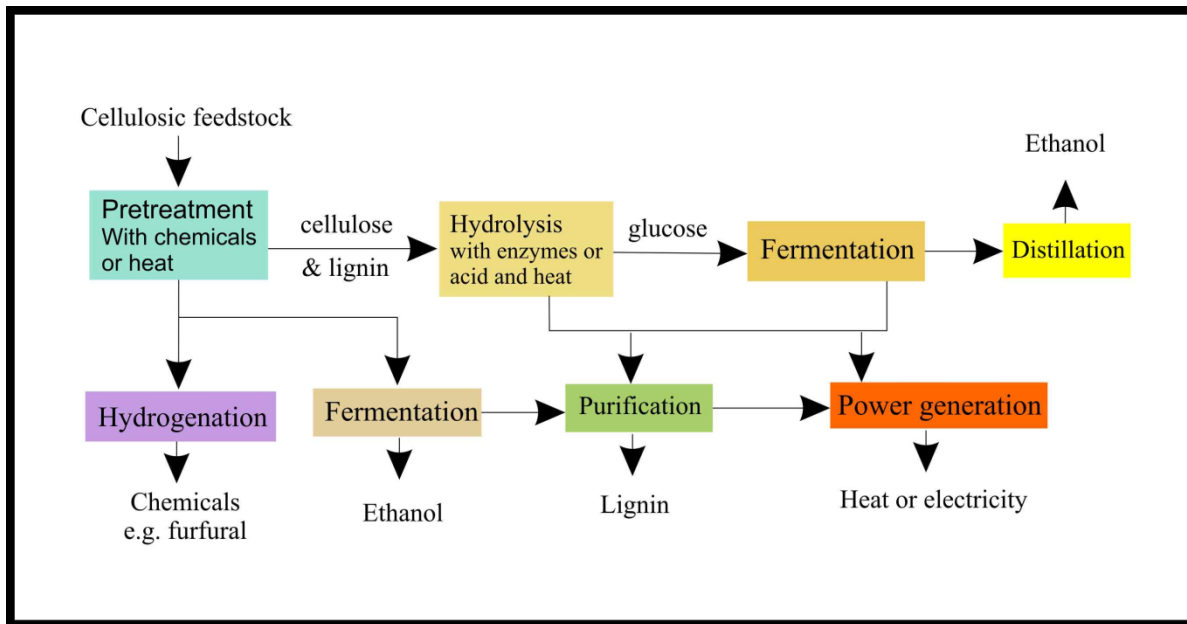 Cellulosic feedstock
Ethanol
Pretreatment
With chemicals
or heat
cellulose
& lignin
Hydrolysis
with enzymes or
acid and heat
glucose
Fermentation
Distillation
Hydrogenation
Fermentation
Purification
Power generation
Chemicals
e.g. furfural
Ethanol
Lignin
Heat or electricity